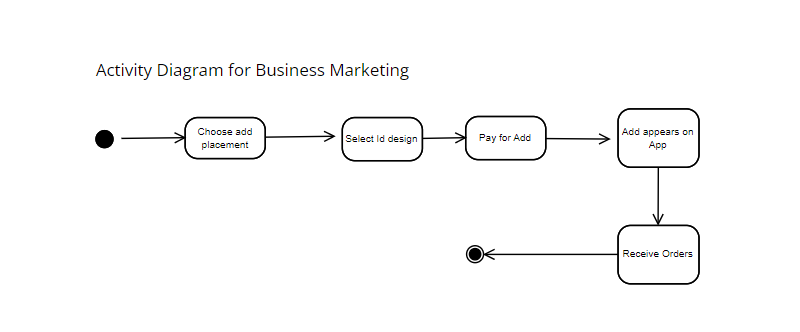 Activity Diagram for Business Marketing
Choose add
placement
Select Id design
Pay for Add
Add appears on
App
Receive Orders